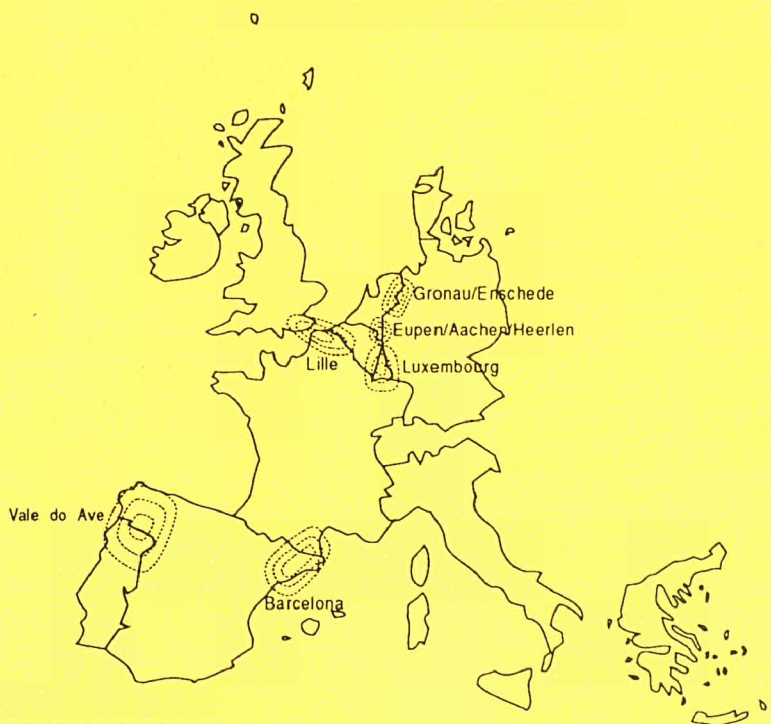 Gronau/Enschede
Eupen/Aachen/Heerlen
Lille
Luxembourg
Vale do Ave
Barcelona